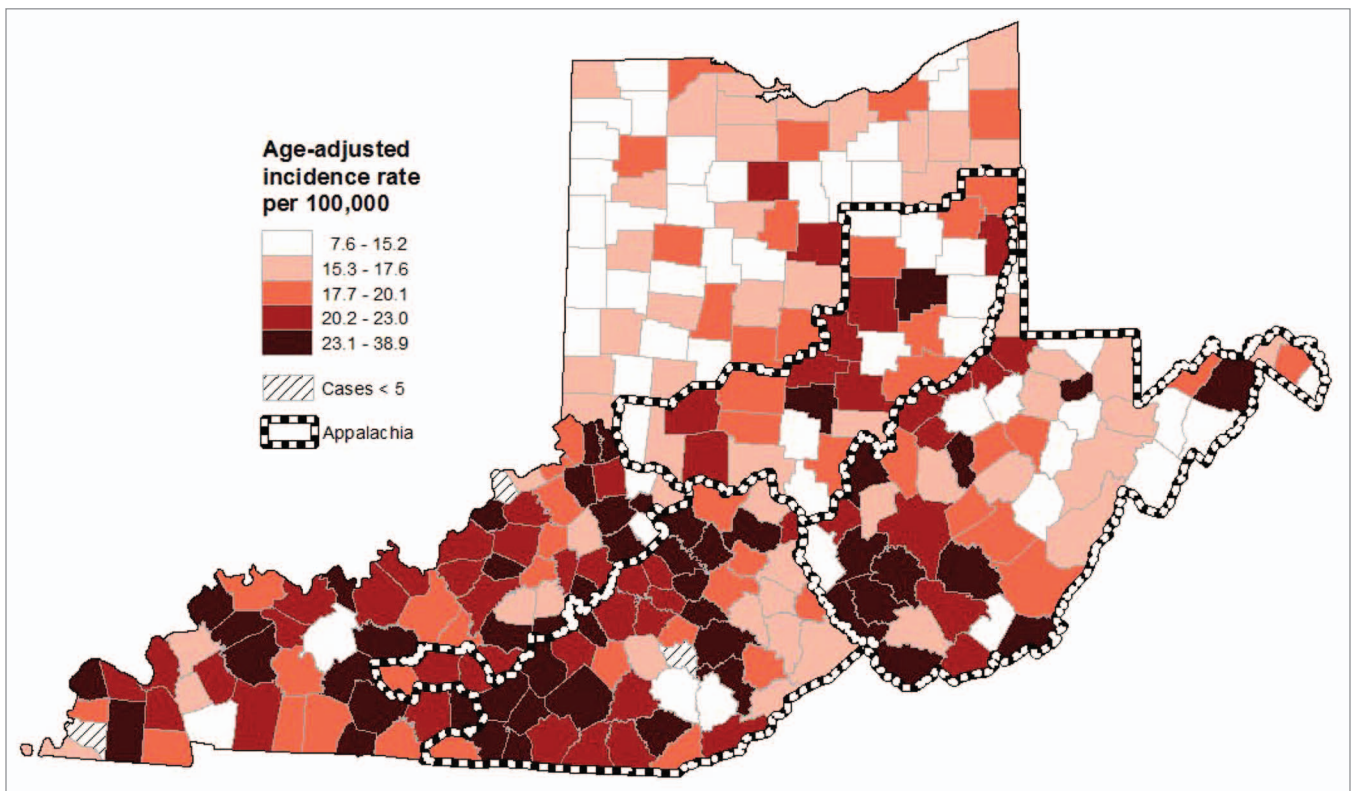 Age-adjusted
incidence rate
per 100,000
7.6 - 15.2
15.3 - 17.6
17.7 - 20.1
20.2 - 23.0
23.1 - 38.9
Cases < 5
Appalachia